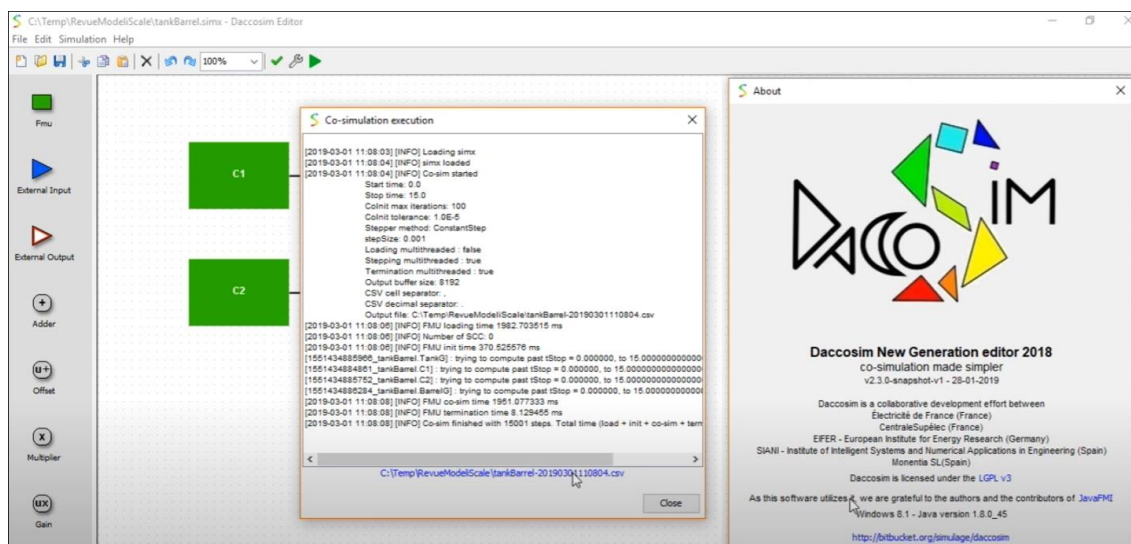 C:\Temp\RevueModeliScale\tankBarrel.simx - Daccosim Editor
File Edit Simulation Help
100%
Fmu
External Input
External Output
Adder
Offset
Multiplier
Gain
C1
C2
Co-simulation execution
[2019-03-01 11:08:03] [INFO] Loading simx
[2019-03-01 11:08:04] [INFO] simx loaded
[2019-03-01 11:08:04] [INFO] Co-sim started
Start time: 0.0
Stop time: 15.0
CoInit max iterations: 100
CoInit tolerance: 1.0E-5
Stepper method: ConstantStep
stepSize: 0.001
Loading multithreaded : false
Stepping multithreaded : true
Termination multithreaded : true
Output buffer size: 8192
CSV cell separator: ,
CSV decimal separator: .
Output file: C:\Temp\RevueModeliScale\tankBarrel-20190301110804.csv
[2019-03-01 11:08:06] [INFO] FMU loading time 1982.703515 ms
[2019-03-01 11:08:06] [INFO] Number of SCC: 0
[2019-03-01 11:08:06] [INFO] FMU init time 370.525576 ms
[1551434885966_tankBarrel.TankG] : trying to compute past tStop = 0.000000, to 15.0000000000000
[1551434884861_tankBarrel.C1] : trying to compute past tStop = 0.000000, to 15.0000000000000
[1551434885752_tankBarrel.C2] : trying to compute past tStop = 0.000000, to 15.0000000000000
[1551434886284_tankBarrel.BarrelG] : trying to compute past tStop = 0.000000, to 15.00000000000
[2019-03-01 11:08:08] [INFO] FMU co-sim time 1951.077333 ms
[2019-03-01 11:08:08] [INFO] FMU termination time 8.129455 ms
[2019-03-01 11:08:08] [INFO] Co-sim finished with 15001 steps. Total time (load + init + co-sim + term
C:\Temp\RevueModeliScale\tankBarrel-20190301110804.csv
Close
About
DACCOSIM
Daccosim New Generation editor 2018
co-simulation made simpler
v2.3.0-snapshot-v1 - 28-01-2019
Daccosim is a collaborative development effort between
Électricité de France (France)
CentraleSupélec (France)
EIFER - European Institute for Energy Research (Germany)
SIANI - Institute of Intelligent Systems and Numerical Applications in Engineering (Spain)
Monentia SL(Spain)
Daccosim is licensed under the LGPL v3
As this software utilizes it, we are grateful to the authors and the contributors of JavaFMI
Windows 8.1 - Java version 1.8.0_45
http://bitbucket.org/simulage/daccosim